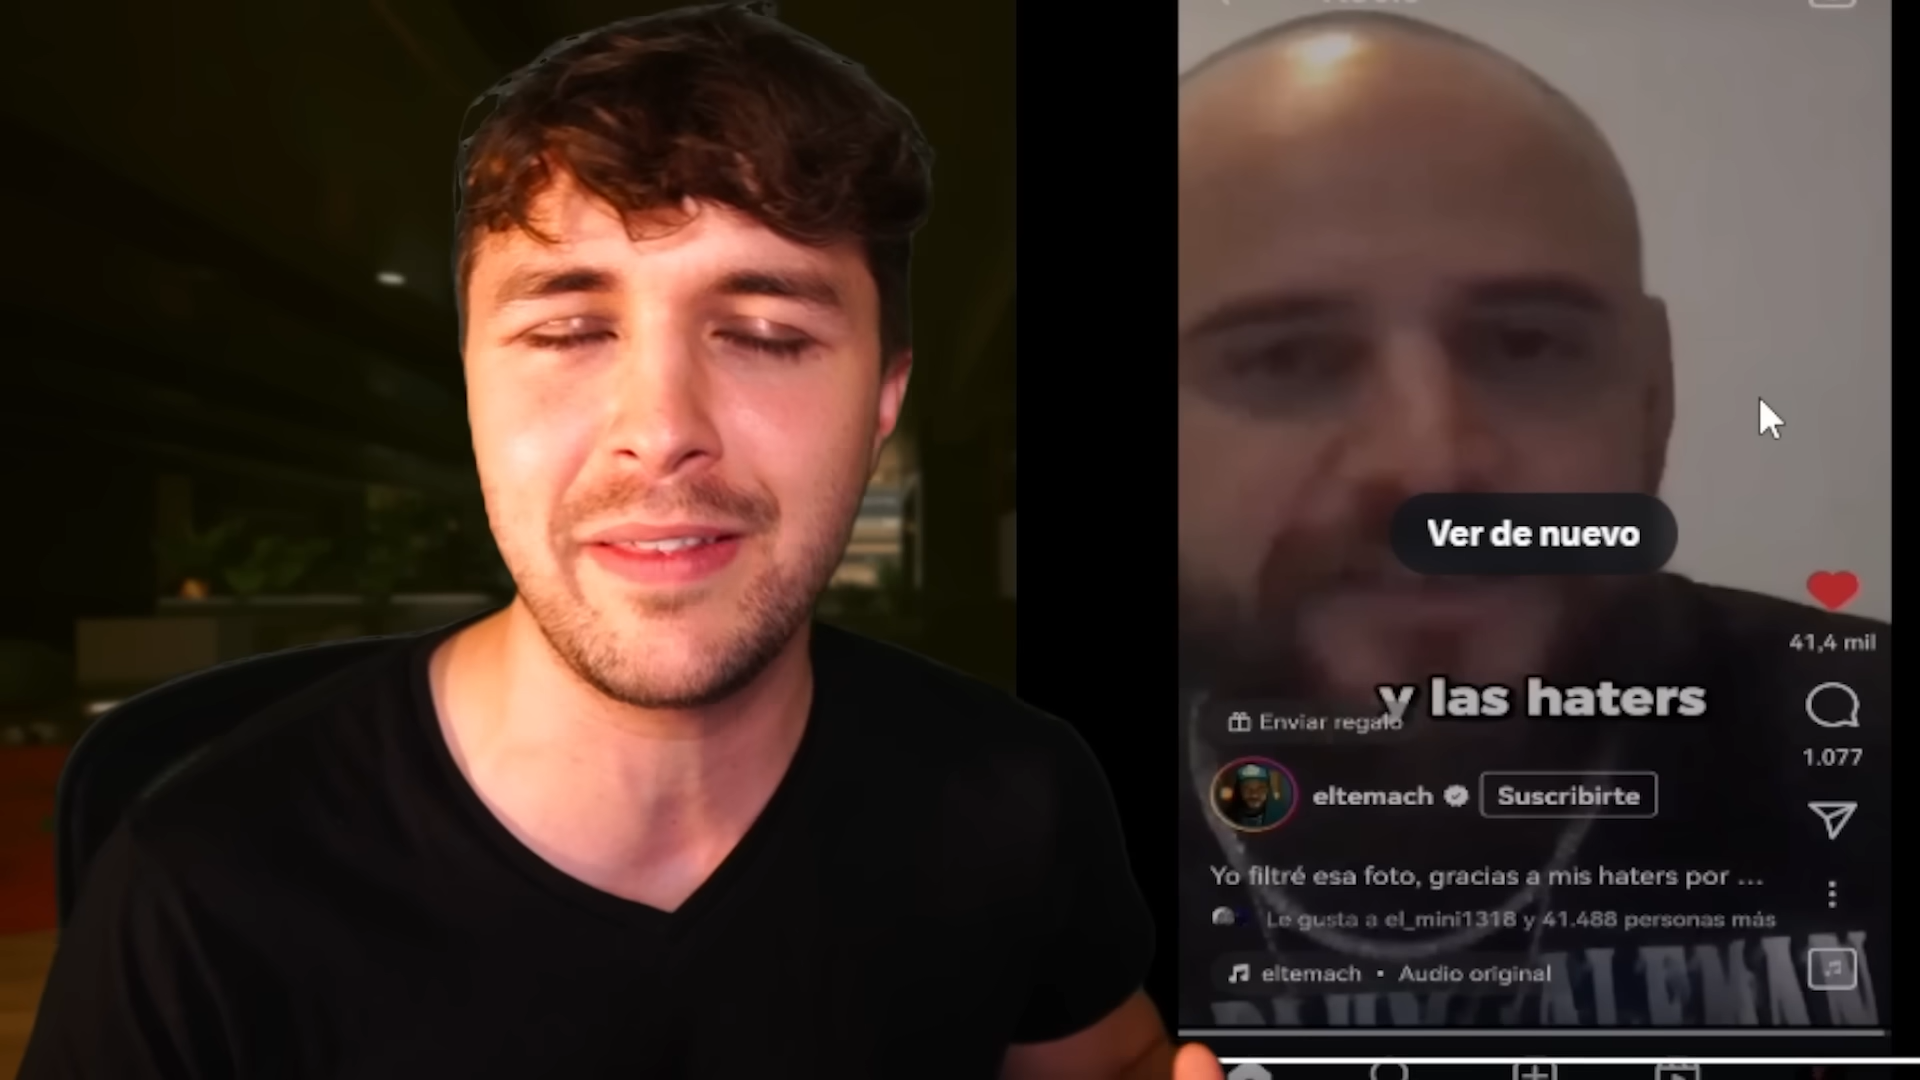 Ver de nuevo
41,4 mil
y las haters
Enviar regalo
1.077
eltemach
Suscribirte
Yo filtré esa foto, gracias a mis haters por ...
Le gusta a el_mini1318 y 41.488 personas más
eltemach • Audio original